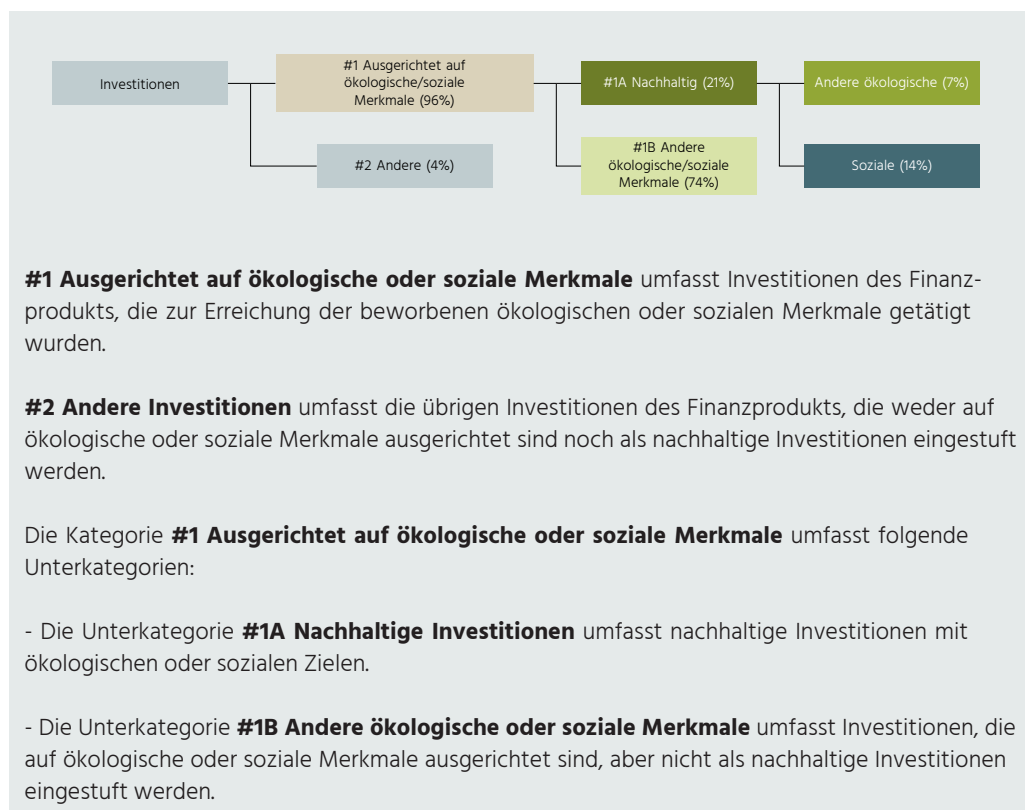 Investitionen
#1 Ausgerichtet auf
ökologische/soziale
Merkmale (96%)
#1A Nachhaltig (21%)
Andere ökologische (7%)
#2 Andere (4%)
#1B Andere
ökologische/soziale
Merkmale (74%)
Soziale (14%)
#1 Ausgerichtet auf ökologische oder soziale Merkmale umfasst Investitionen des Finanz-
produkts, die zur Erreichung der beworbenen ökologischen oder sozialen Merkmale getätigt
wurden.
#2 Andere Investitionen umfasst die übrigen Investitionen des Finanzprodukts, die weder auf
ökologische oder soziale Merkmale ausgerichtet sind noch als nachhaltige Investitionen eingestuft
werden.
Die Kategorie #1 Ausgerichtet auf ökologische oder soziale Merkmale umfasst folgende
Unterkategorien:
- Die Unterkategorie #1A Nachhaltige Investitionen umfasst nachhaltige Investitionen mit
ökologischen oder sozialen Zielen.
- Die Unterkategorie #1B Andere ökologische oder soziale Merkmale umfasst Investitionen, die
auf ökologische oder soziale Merkmale ausgerichtet sind, aber nicht als nachhaltige Investitionen
eingestuft werden.